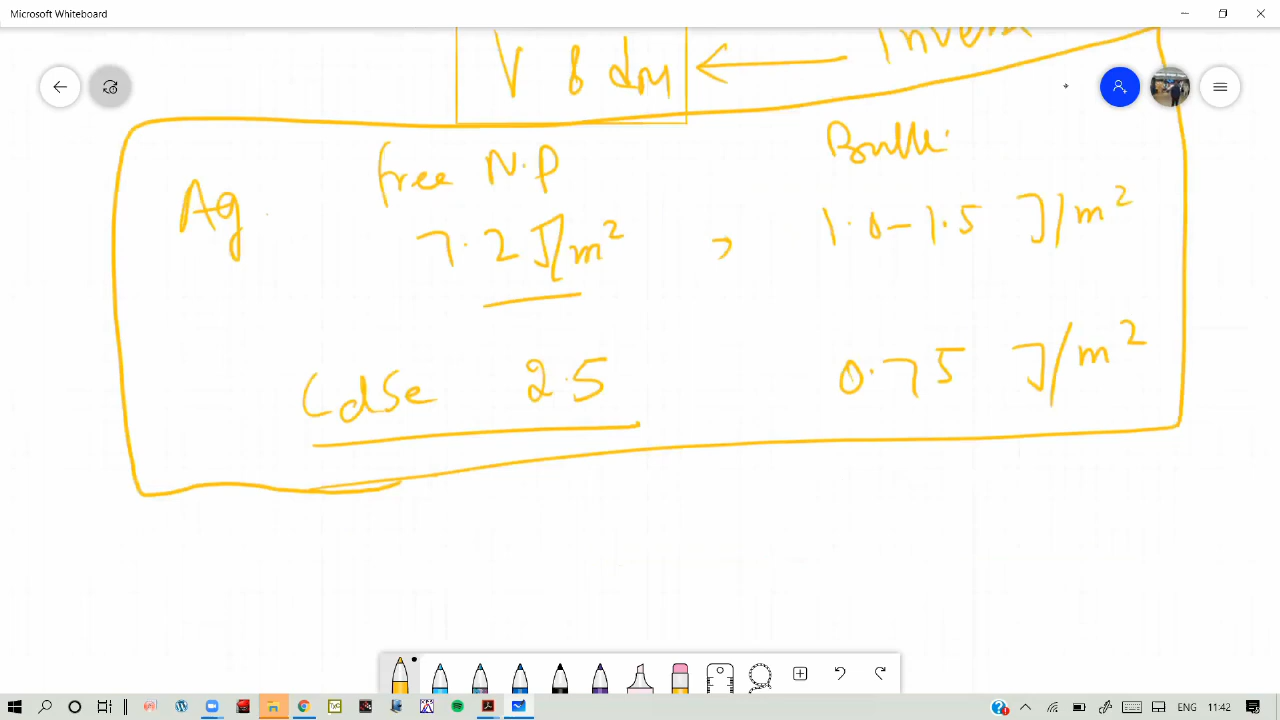 Microsoft Whiteboard
free N.P Bulk
Ag 7.2 J/m² , 1.0-1.5 J/m²
CdSe 2.5 0.75 J/m²
ENG 11:42